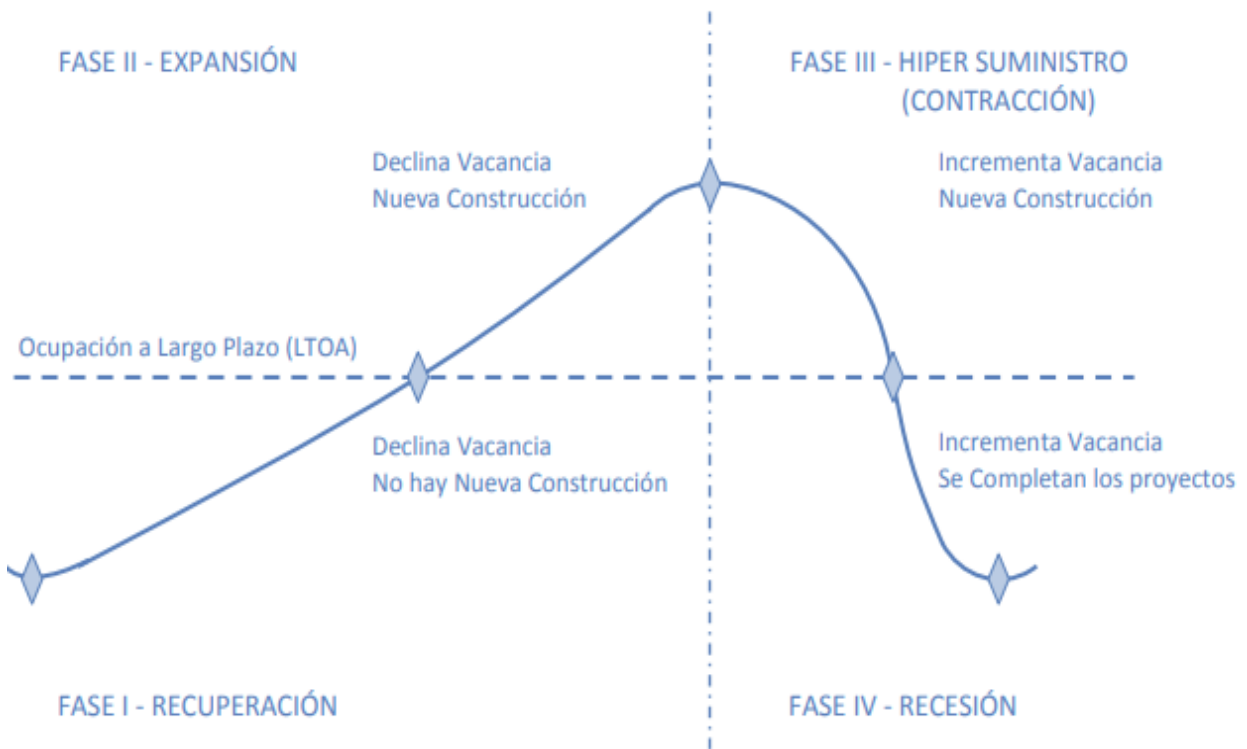 FASE II - EXPANSIÓN
FASE III - HIPER SUMINISTRO
(CONTRACCIÓN)
Declina Vacancia
Nueva Construcción
Incrementa Vacancia
Nueva Construcción
Ocupación a Largo Plazo (LTOA)
Declina Vacancia
No hay Nueva Construcción
Incrementa Vacancia
Se Completan los proyectos
FASE I - RECUPERACIÓN
FASE IV - RECESIÓN